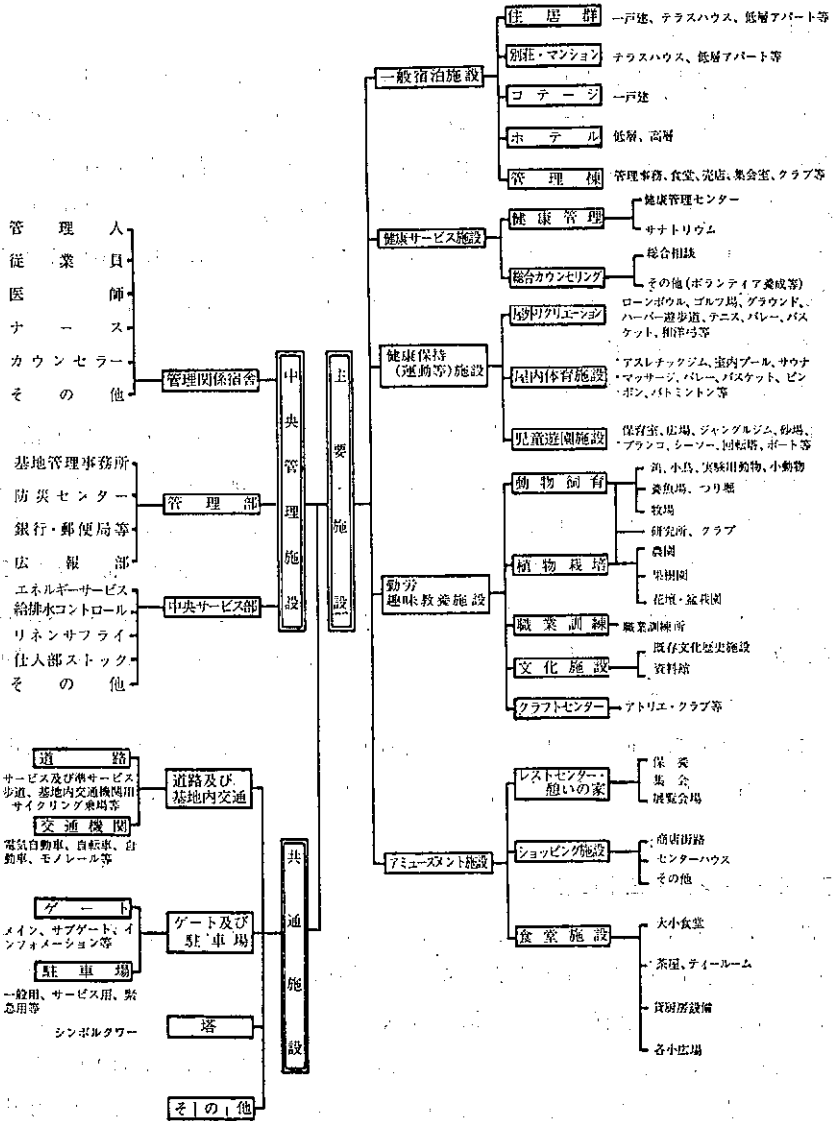 住居群
一戸建、テラスハウス、低層アパート等
別荘・マンション
テラスハウス、低層アパート等
一般宿泊施設
コテージ
一戸建
ホテル
低層、高層
管理棟
管理事務、食堂、売店、集会室、クラブ等
健康管理
健康管理センター
サナトリウム
健康サービス施設
総合カウンセリング
総合相談
その他(ボランティア養成等)
屋外リクリエーション
ローンボウル、ゴルフ場、グラウンド、
ハーバー遊歩道、テニス、バレー、バス
ケット、和洋弓等
健康保持
(運動等)施設
屋内体育施設
アスレチックジム、室内プール、サウナ
マッサージ、バレー、バスケット、ピン
ポン、バトミントン等
児童遊園施設
保育室、広場、ジャングルジム、砂場、
ブランコ、シーソー、回転塔、ボート等
動物飼育
小鳥、実験用動物、小動物
養魚場、つり堀
牧場
研究所、クラブ
植物栽培
農園
果樹園
花壇・盆栽園
勤労
趣味教養施設
職業訓練
職業訓練所
文化施設
既存文化歴史施設
資料館
クラフトセンター
アトリエ・クラブ等
レストセンター・
憩いの家
保養
集会
展覧会場
アミューズメント施設
ショッピング施設
商店街路
センターハウス
その他
食堂施設
大小食堂
茶屋、ティールーム
貸厨房設備
各小広場
主要施設
中央管理施設
管理人
従業員
医師
ナース
カウンセラー
その他
管理関係宿舎
基地管理事務所
防災センター
銀行・郵便局等
広報部
管理部
エネルギーサービス
給排水コントロール
リネンサフライ
仕入部ストック
その他
中央サービス部
共通施設
道路
サービス及び準サービス
歩道、基地内交通機関用
サイクリング乗場等
交通機関
電気自動車、自転車、自
動車、モノレール等
道路及び
基地内交通
ゲート
メイン、サブゲート、イ
ンフォメーション等
駐車場
一般用、サービス用、緊
急用等
ゲート及び
駐車場
シンボルタワー
塔
その他